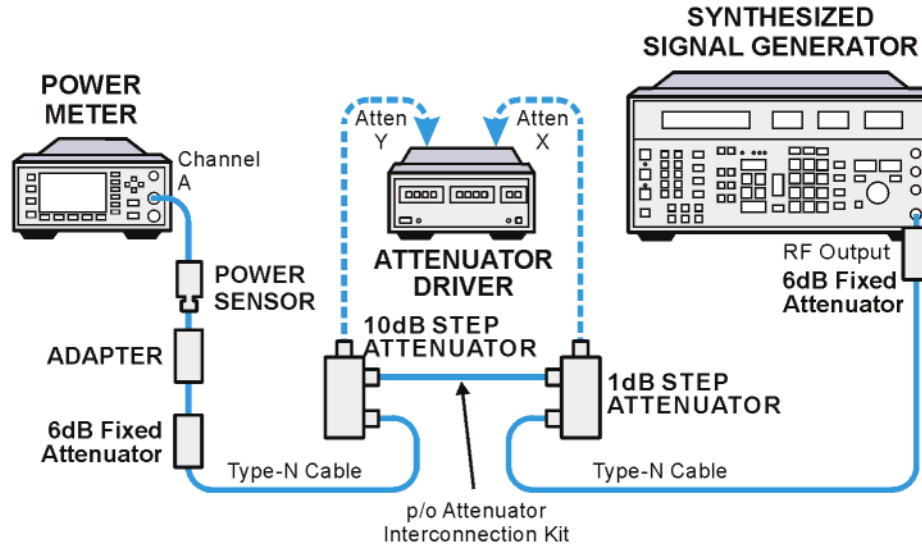 SYNTHESIZED
SIGNAL GENERATOR
POWER
METER
Channel
A
Atten
Y
Atten
X
ATTENUATOR
DRIVER
RF Output
6dB Fixed
Attenuator
POWER
SENSOR
10dB STEP
ATTENUATOR
ADAPTER
1dB STEP
ATTENUATOR
6dB Fixed
Attenuator
Type-N Cable
Type-N Cable
p/o Attenuator
Interconnection Kit